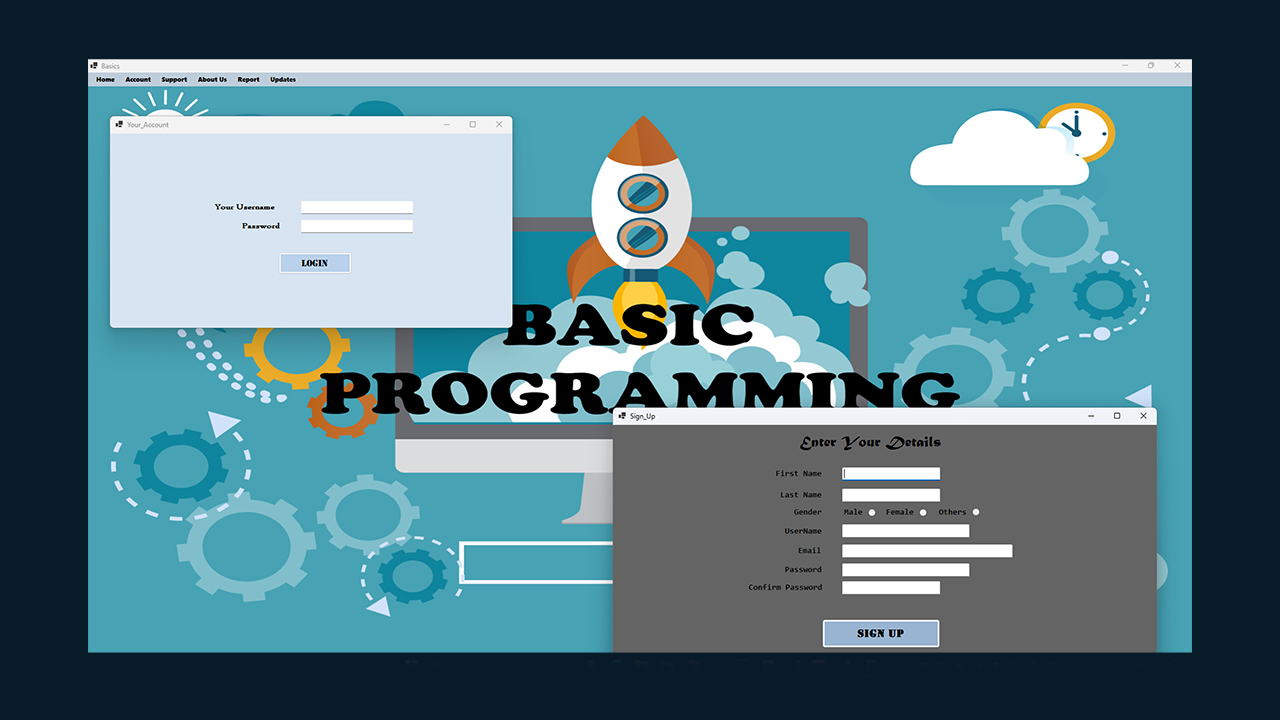 Basics
Home Account Support About Us Report Updates
Your_Account
Your Username
Password
LOGIN
BASIC
PROGRAMMING
Sign_Up
Enter Your Details
First Name
Last Name
Gender Male Female Others
UserName
Email
Password
Confirm Password
SIGN UP